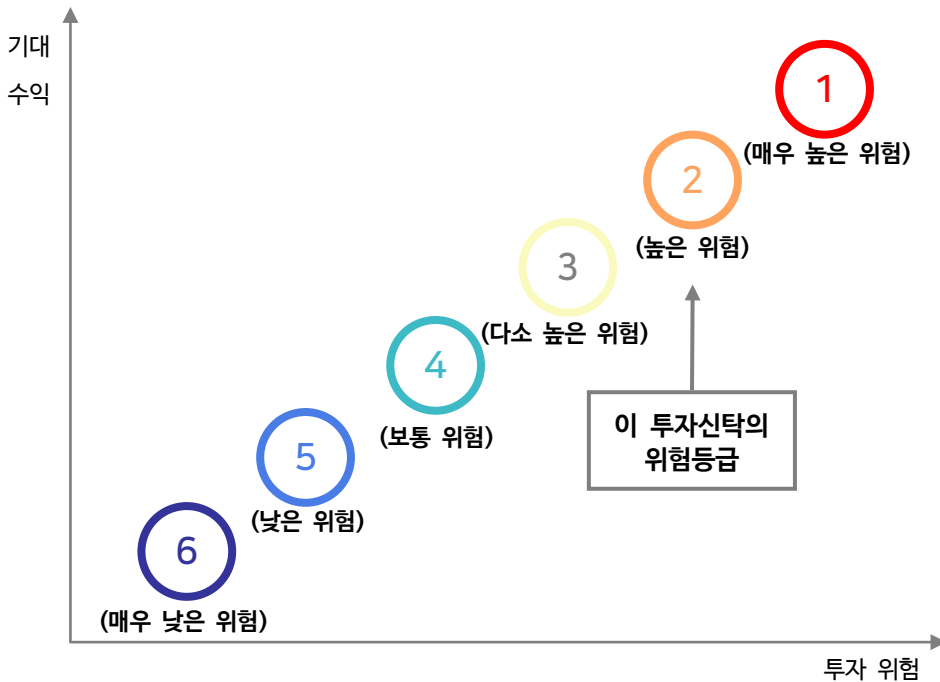 기대
수익
1
(매우 높은 위험)
2
(높은 위험)
3
(다소 높은 위험)
4
(보통 위험)
이 투자신탁의
위험등급
5
(낮은 위험)
6
(매우 낮은 위험)
투자 위험